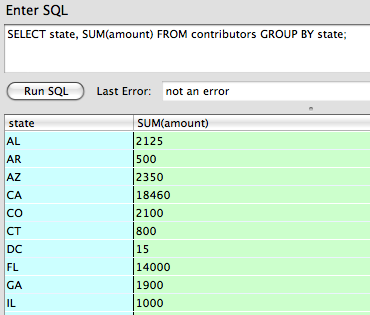 Enter SQL
SELECT state, SUM(amount) FROM contributors GROUP BY state;
Run SQL Last Error: not an error
state SUM(amount)
AL 2125
AR 500
AZ 2350
CA 18460
CO 2100
CT 800
DC 15
FL 14000
GA 1900
IL 1000